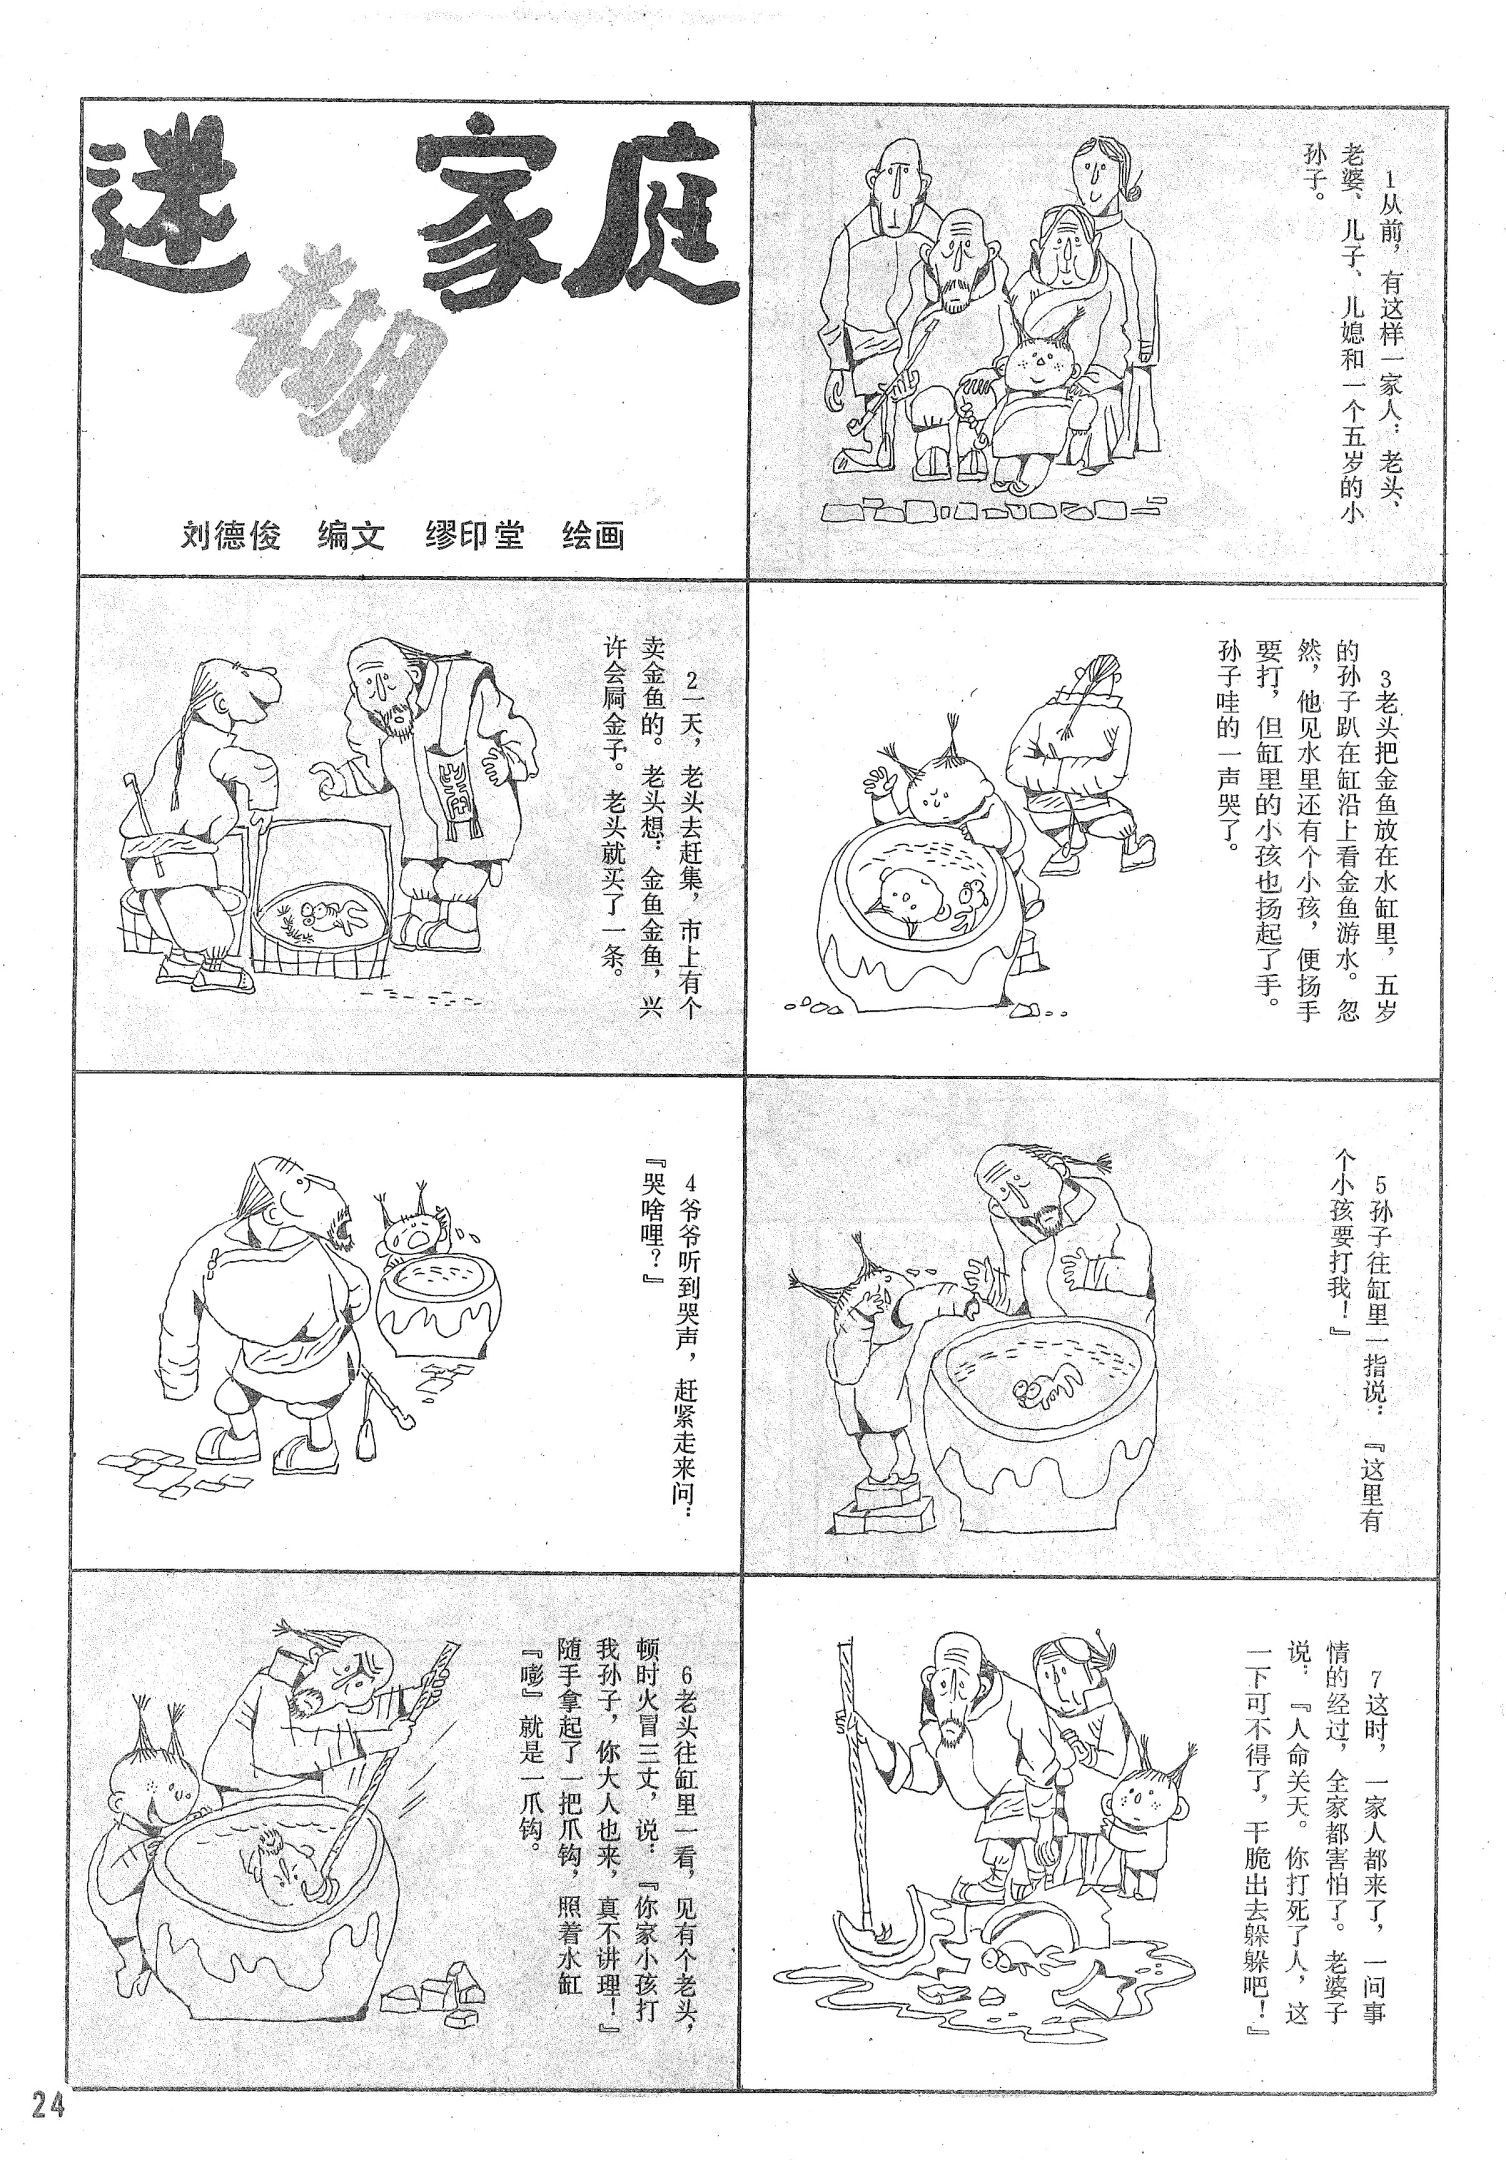 迷糊家庭
刘德俊 编文 缪印堂 绘画
1从前，有这样一家人：老头、
老婆、儿子、儿媳和一个五岁的小
孙子。
2一天，老头去赶集，市上有个
卖金鱼的。老头想：金鱼金鱼，兴
许会屙金子。老头就买了一条。
3老头把金鱼放在水缸里，五岁
的孙子趴在缸沿上看金鱼游水。忽
然，他见水里还有个小孩，便扬手
要打，但缸里的小孩也扬起了手。
孙子哇的一声哭了。
4爷爷听到哭声，赶紧走来问：
『哭啥哩？』
5孙子往缸里一指说：『这里有
个小孩要打我！』
6老头往缸里一看，见有个老头，
顿时火冒三丈，说：『你家小孩打
我孙子，你大人也来，真不讲理！』
随手拿起了一把爪钩，照着水缸
『嘭』就是一爪钩。
7这时，一家人都来了，一问事
情的经过，全家都害怕了。老婆子
说：『人命关天。你打死了人，这
一下可不得了，干脆出去躲躲吧！』
24